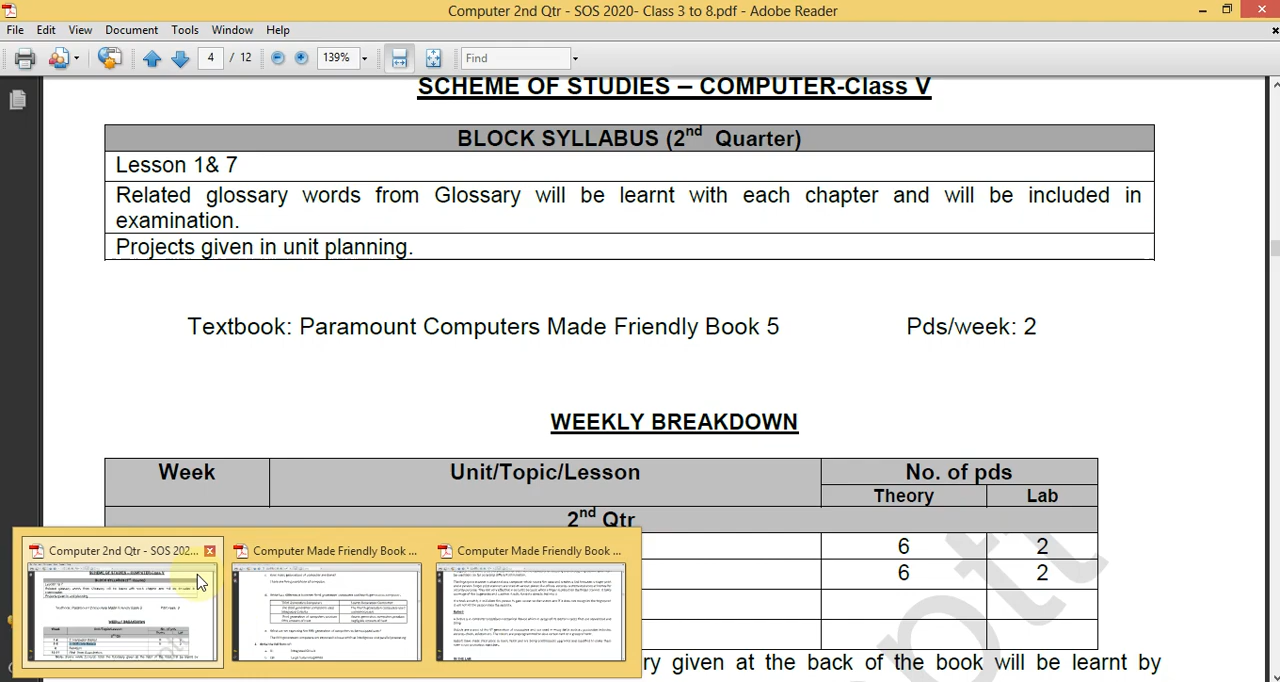 Computer 2nd Qtr - SOS 2020- Class 3 to 8.pdf - Adobe Reader
File Edit View Document Tools Window Help
4 / 12 139% Find
SCHEME OF STUDIES – COMPUTER-Class V
BLOCK SYLLABUS (2nd Quarter)
Lesson 1& 7
Related glossary words from Glossary will be learnt with each chapter and will be included in
examination.
Projects given in unit planning.
Textbook: Paramount Computers Made Friendly Book 5 Pds/week: 2
WEEKLY BREAKDOWN
Week Unit/Topic/Lesson No. of pds
Theory Lab
2nd Qtr
6 2
6 2
Computer 2nd Qtr - SOS 202... Computer Made Friendly Book ... Computer Made Friendly Book ...
ry given at the back of the book will be learnt by